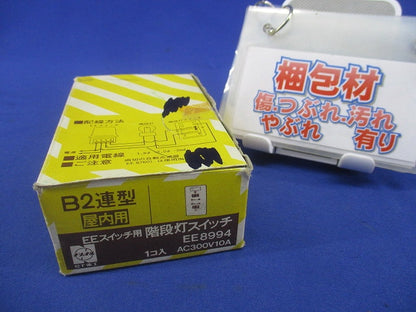 梱包材
傷、つぶれ、汚れ
やぶれ 有り
■配線方法
■適用電線
■ご注意
B2連型
屋内用
EEスイッチ用 階段灯スイッチ
EE8994
1コ入 AC300V10A